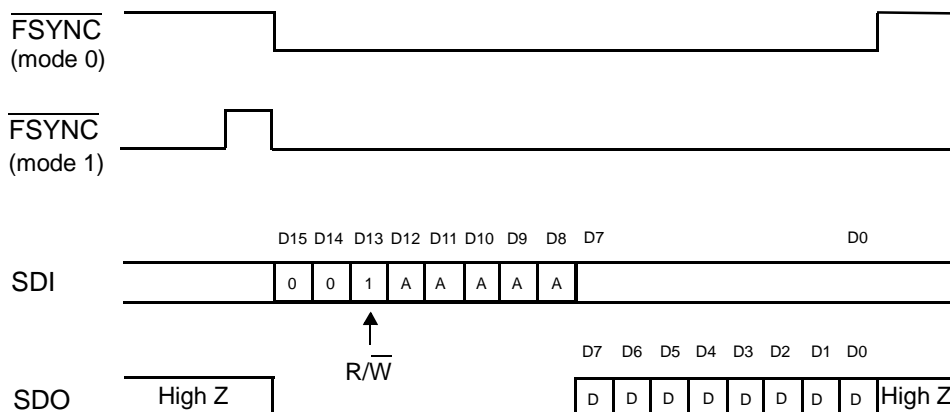 FSYNC
(mode 0)
FSYNC
(mode 1)
D15 D14 D13 D12 D11 D10 D9 D8 D7 D0
SDI 0 0 1 A A A A A
R/W
D7 D6 D5 D4 D3 D2 D1 D0
SDO High Z D D D D D D D D High Z